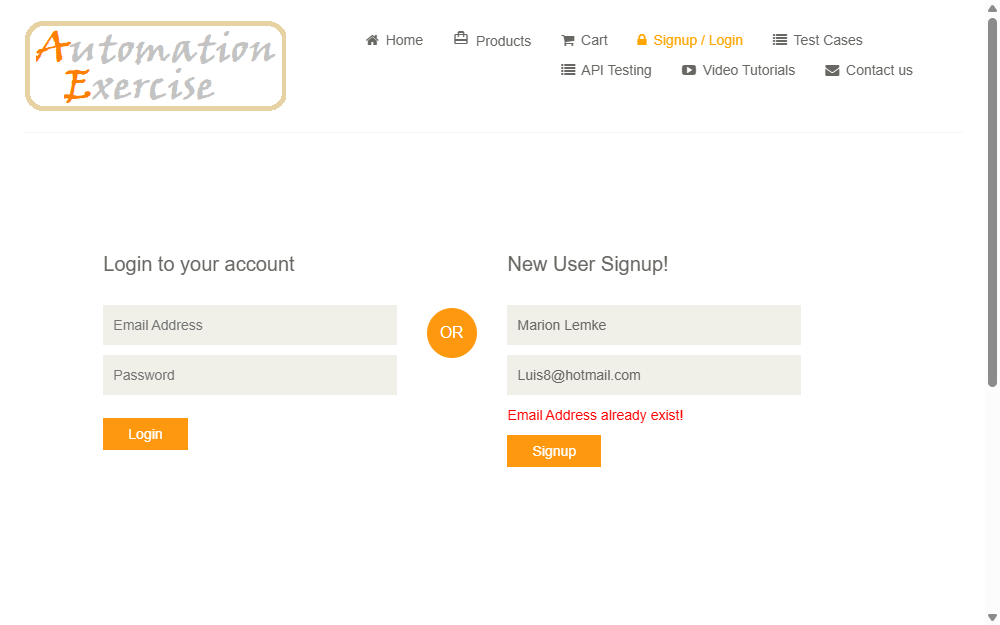 Automation
Exercise
Home
Products
Cart
Signup / Login
Test Cases
API Testing
Video Tutorials
Contact us
Login to your account
Email Address
Password
Login
OR
New User Signup!
Marion Lemke
Luis8@hotmail.com
Email Address already exist!
Signup